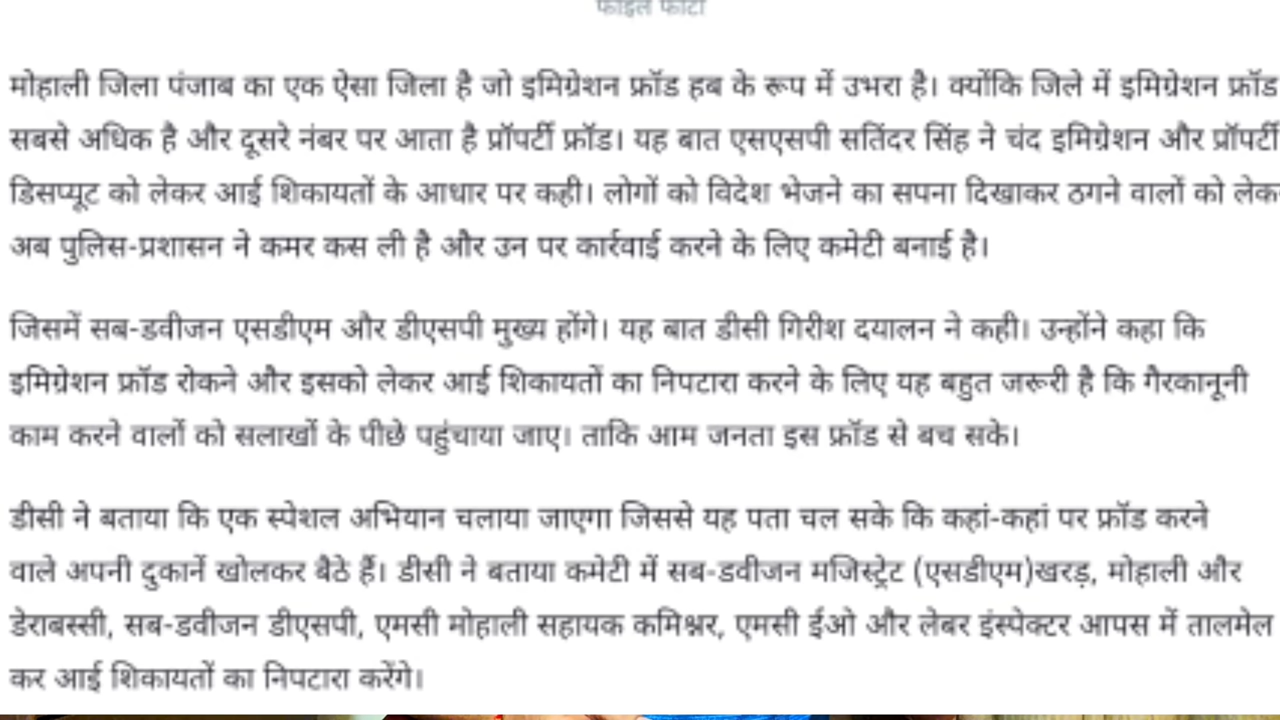 फाइल फोटो
मोहाली जिला पंजाब का एक ऐसा जिला है जो इमिग्रेशन फ्रॉड हब के रूप में उभरा है। क्योंकि जिले में इमिग्रेशन फ्रॉड
सबसे अधिक है और दूसरे नंबर पर आता है प्रॉपर्टी फ्रॉड। यह बात एसएसपी सतिंदर सिंह ने चंद इमिग्रेशन और प्रॉपर्टी
डिसप्यूट को लेकर आई शिकायतों के आधार पर कही। लोगों को विदेश भेजने का सपना दिखाकर ठगने वालों को
अब पुलिस-प्रशासन ने कमर कस ली है और उन पर कार्रवाई करने के लिए कमेटी बनाई है।
जिसमें सब-डवीजन एसडीएम और डीएसपी मुख्य होंगे। यह बात डीसी गिरीश दयालन ने कही। उन्होंने कहा कि
इमिग्रेशन फ्रॉड रोकने और इसको लेकर आई शिकायतों का निपटारा करने के लिए यह बहुत जरूरी है कि गैरकानूनी
काम करने वालों को सलाखों के पीछे पहुंचाया जाए। ताकि आम जनता इस फ्रॉड से बच सके।
डीसी ने बताया कि एक स्पेशल अभियान चलाया जाएगा जिससे यह पता चल सके कि कहां-कहां पर फ्रॉड करने
वाले अपनी दुकानें खोलकर बैठे हैं। डीसी ने बताया कमेटी में सब-डवीजन मजिस्ट्रेट (एसडीएम)खरड़, मोहाली और
डेराबस्सी, सब-डवीजन डीएसपी, एमसी मोहाली सहायक कमिश्नर, एमसी ईओ और लेबर इंस्पेक्टर आपस में तालमेल
कर आई शिकायतों का निपटारा करेंगे।